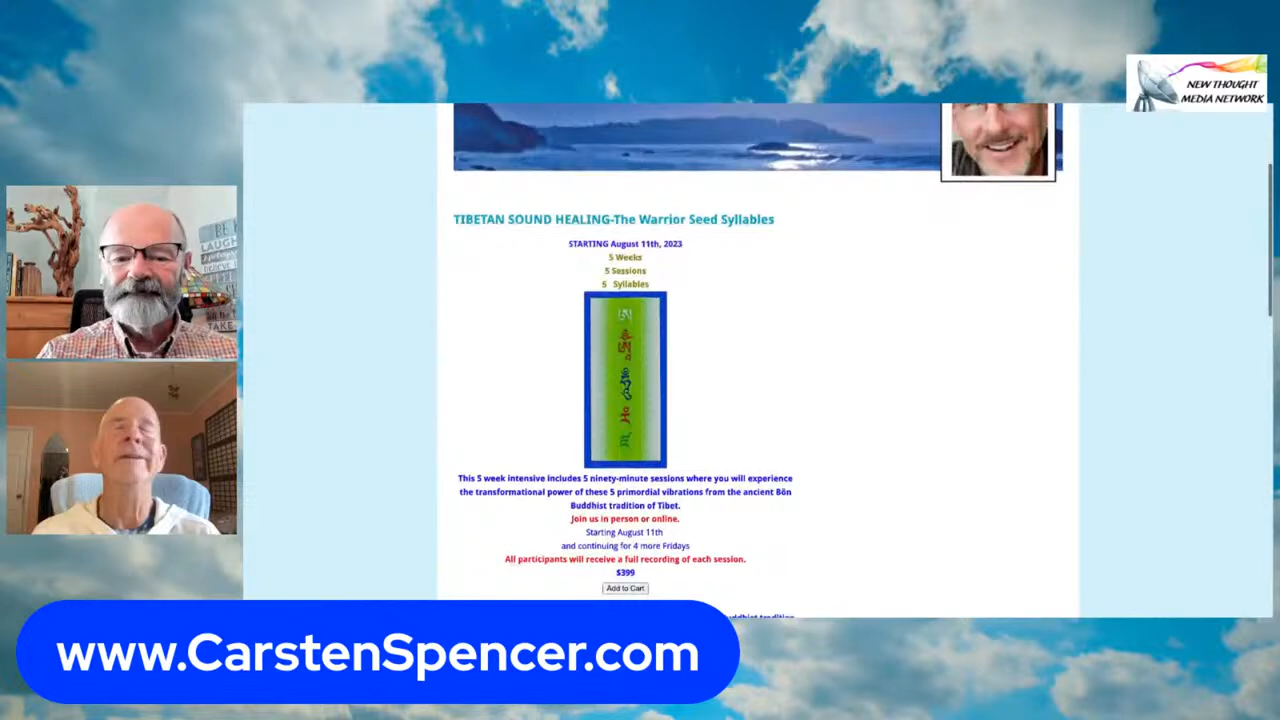 NEW THOUGHT
MEDIA NETWORK
TIBETAN SOUND HEALING-The Warrior Seed Syllables
STARTING August 11th, 2023
5 Weeks
5 Sessions
5 Syllables
This 5 week intensive includes 5 ninety-minute sessions where you will experience
the transformational power of these 5 primordial vibrations from the ancient Bön
Buddhist tradition of Tibet.
Join us in person or online.
Starting August 11th
and continuing for 4 more Fridays
All participants will receive a full recording of each session.
$399
Add to Cart
LAUGH
TAKE
www.CarstenSpencer.com